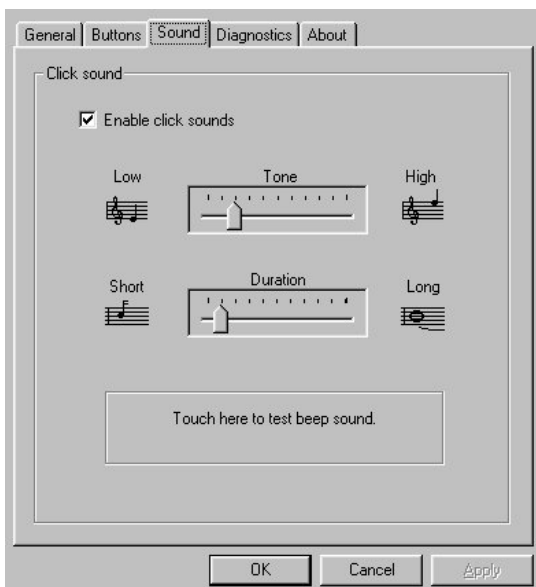 General Buttons Sound Diagnostics About
Click sound
Enable click sounds
Low Tone High
Short Duration Long
Touch here to test beep sound.
OK Cancel Apply